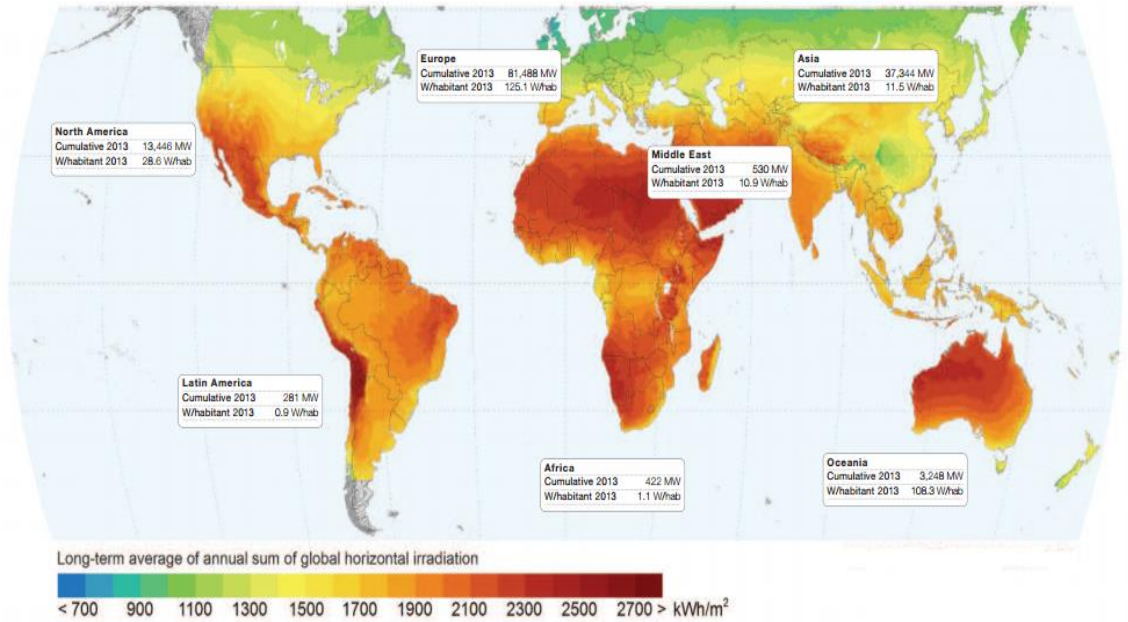 Europe
Cumulative 2013 81,488 MW
W/habitant 2013 125.1 W/hab
Asia
Cumulative 2013 37,344 MW
W/habitant 2013 11.5 W/hab
North America
Cumulative 2013 13,446 MW
W/habitant 2013 28.6 W/hab
Middle East
Cumulative 2013 530 MW
W/habitant 2013 10.9 W/hab
Latin America
Cumulative 2013 281 MW
W/habitant 2013 0.9 W/hab
Africa
Cumulative 2013 422 MW
W/habitant 2013 1.1 W/hab
Oceania
Cumulative 2013 3,248 MW
W/habitant 2013 108.3 W/hab
Long-term average of annual sum of global horizontal irradiation
< 700 900 1100 1300 1500 1700 1900 2100 2300 2500 2700 > kWh/m²